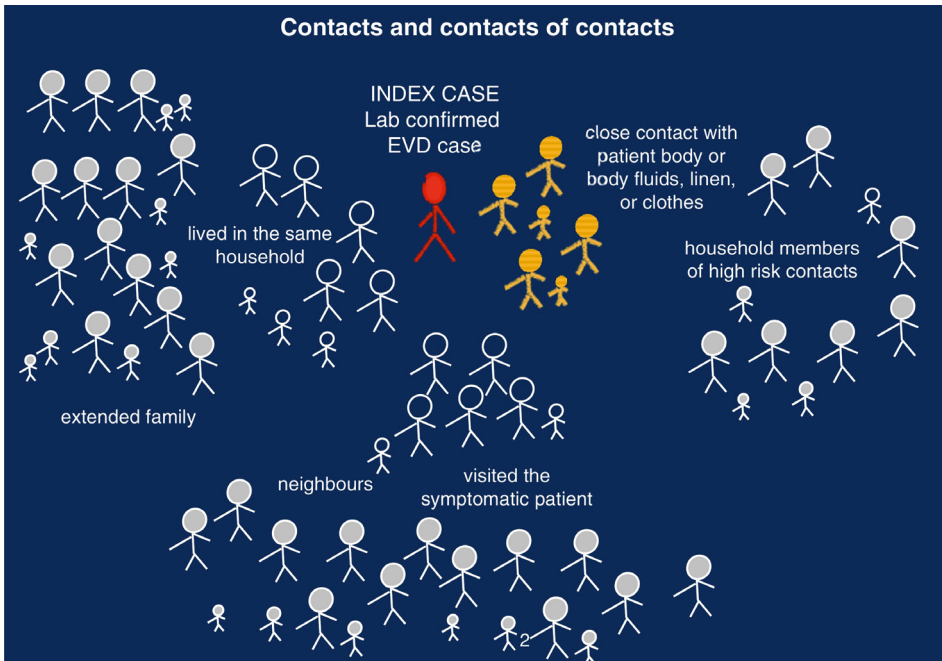 Contacts and contacts of contacts
INDEX CASE
Lab confirmed
EVD case
close contact with
patient body or
body fluids, linen,
or clothes
lived in the same
household
household members
of high risk contacts
extended family
neighbours
visited the
symptomatic patient
2